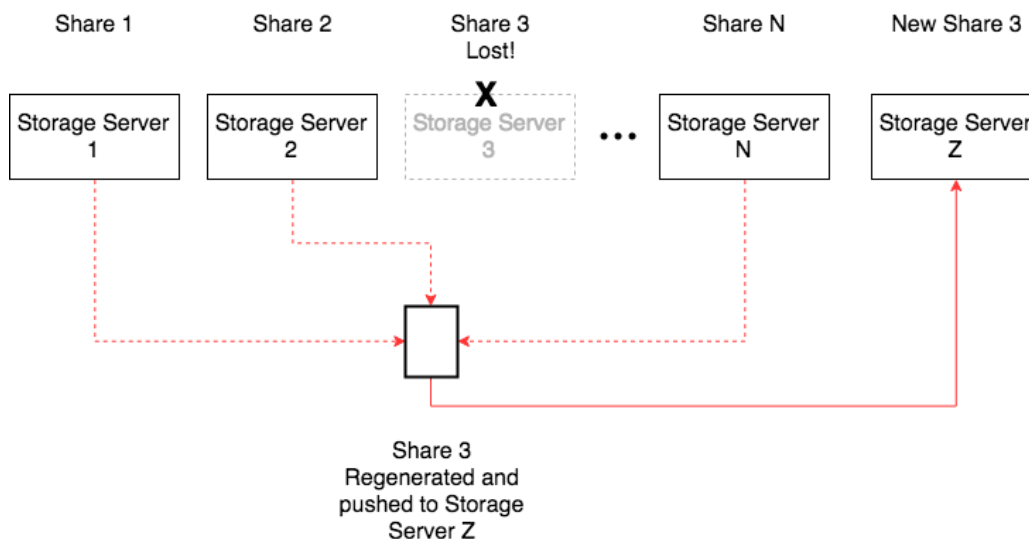 Share 1
Share 2
Share 3
Lost!
Share N
New Share 3
Storage Server
1
Storage Server
2
X
Storage Server
3
...
Storage Server
N
Storage Server
Z
Share 3
Regenerated and
pushed to Storage
Server Z